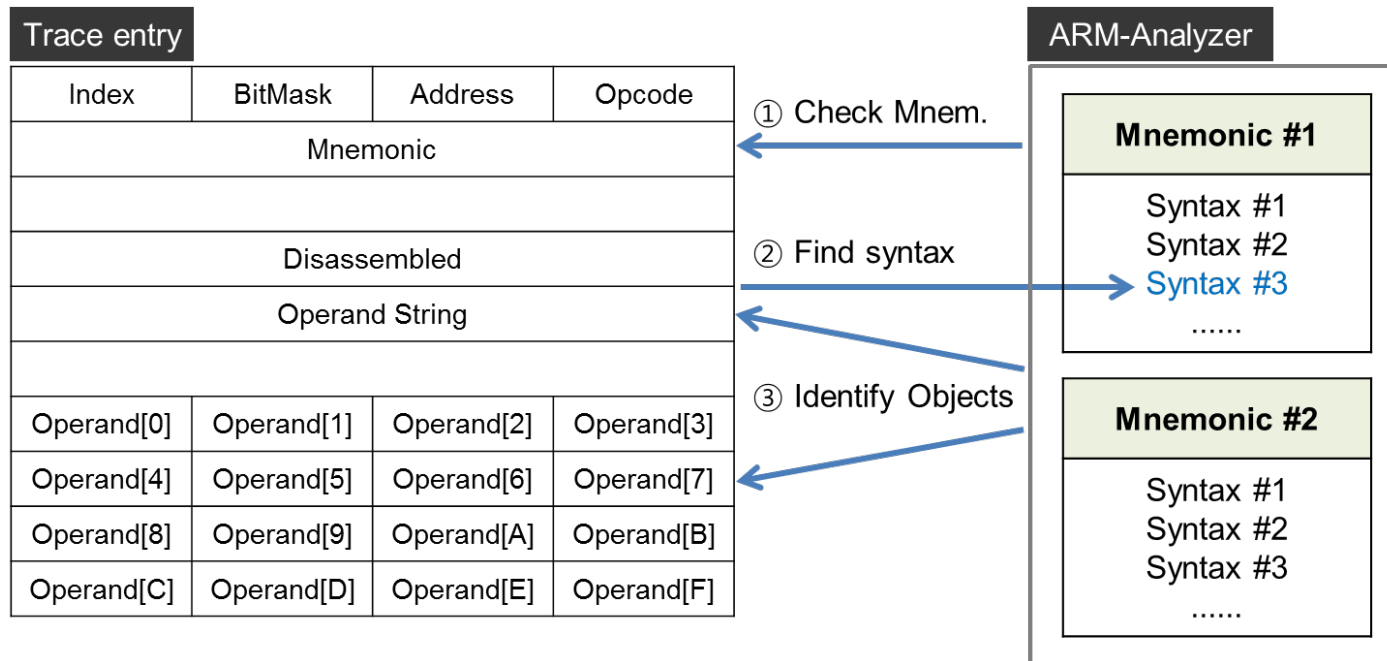 Trace entry
Index BitMask Address Opcode
Mnemonic
Disassembled
Operand String
Operand[0] Operand[1] Operand[2] Operand[3]
Operand[4] Operand[5] Operand[6] Operand[7]
Operand[8] Operand[9] Operand[A] Operand[B]
Operand[C] Operand[D] Operand[E] Operand[F]
① Check Mnem.
② Find syntax
③ Identify Objects
ARM-Analyzer
Mnemonic #1
Syntax #1
Syntax #2
Syntax #3
......
Mnemonic #2
Syntax #1
Syntax #2
Syntax #3
......